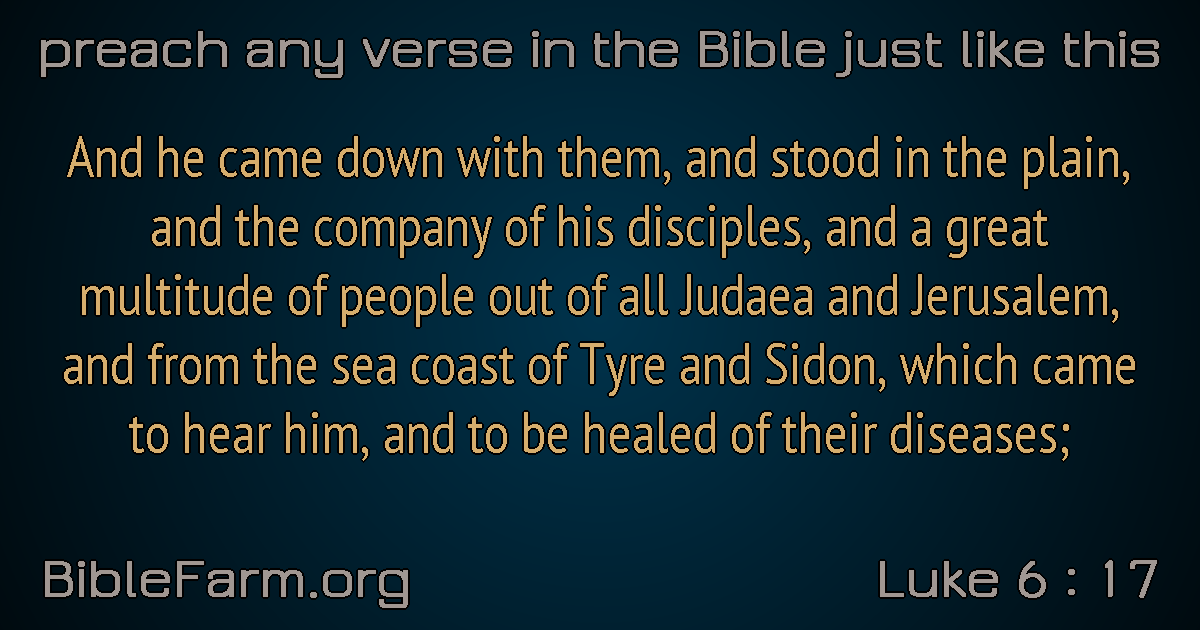 preach any verse in the Bible just like this
And he came down with them, and stood in the plain,
and the company of his disciples, and a great
multitude of people out of all Judaea and Jerusalem,
and from the sea coast of Tyre and Sidon, which came
to hear him, and to be healed of their diseases;
BibleFarm.org
Luke 6 : 17